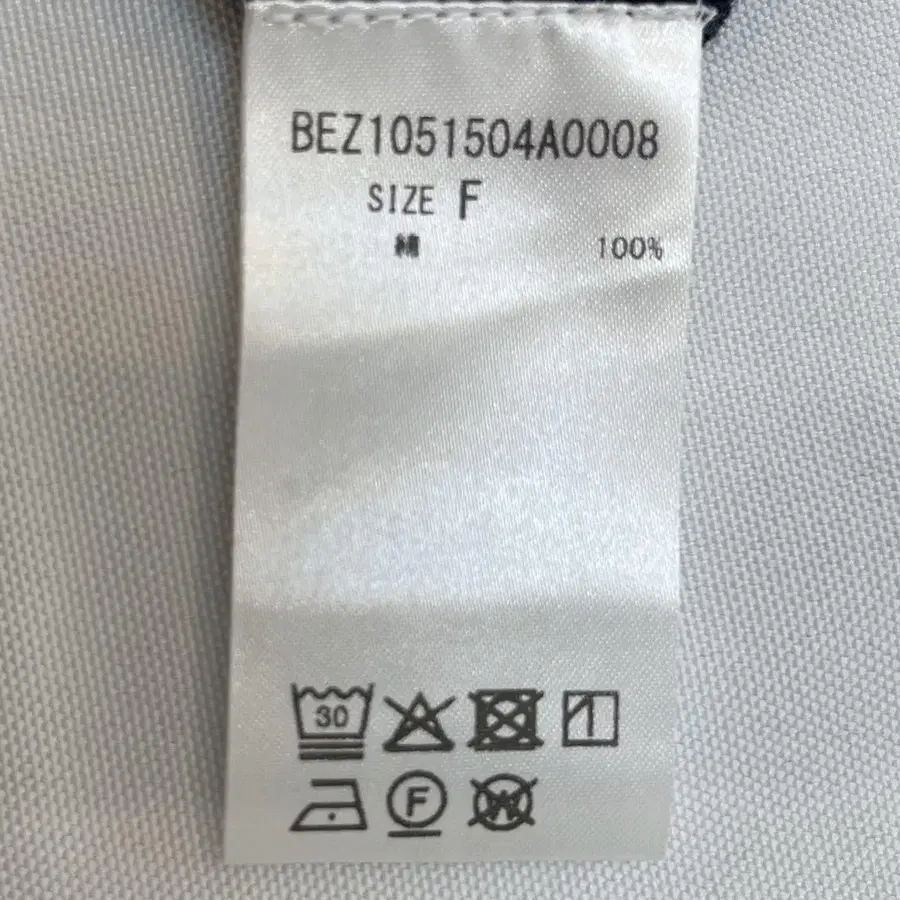 BEZ1051504A0008
SIZE F
綿 100%
30
F
W